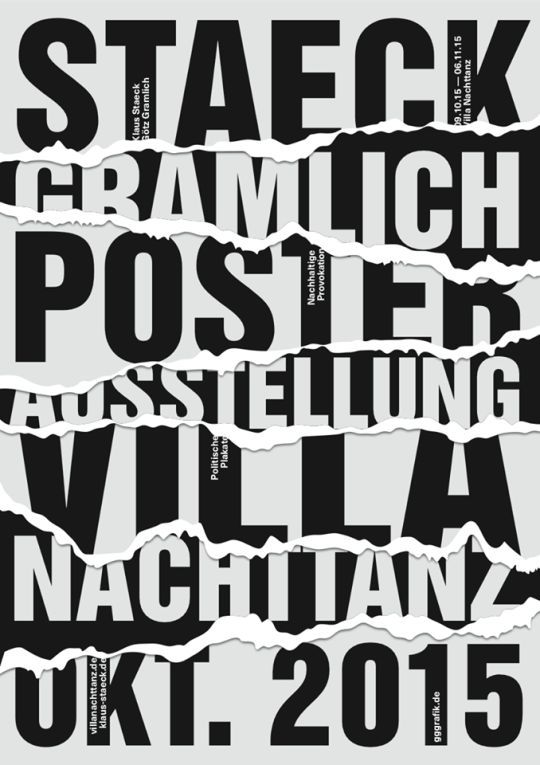 STAECK
Klaus Staeck
Götz Gramlich
09.10.15 — 06.11.15
Villa Nachttanz
GRAMLICH
POSTER
Nachhaltige
Provokation
AUSSTELLUNG
VILLA
Politische
Plakate
NACHTTANZ
OKT. 2015
villanachttanz.de
klaus-staeck.de
gggrafik.de